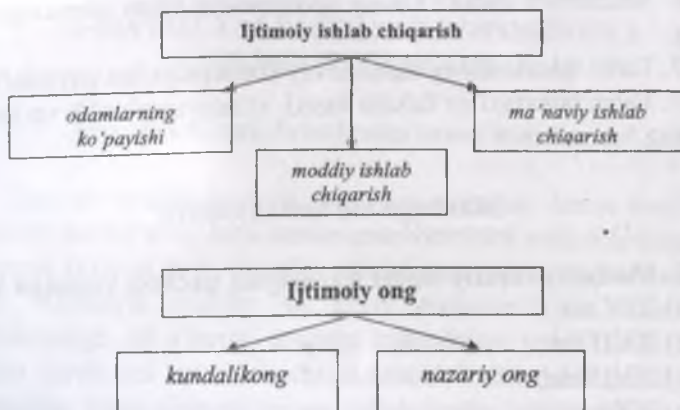 Ijtimoiy ishlab chiqarish
odamlarning
ko'payishi
moddiy ishlab
chiqarish
ma'naviy ishlab
chiqarish
Ijtimoiy ong
kundalikong
nazariy ong